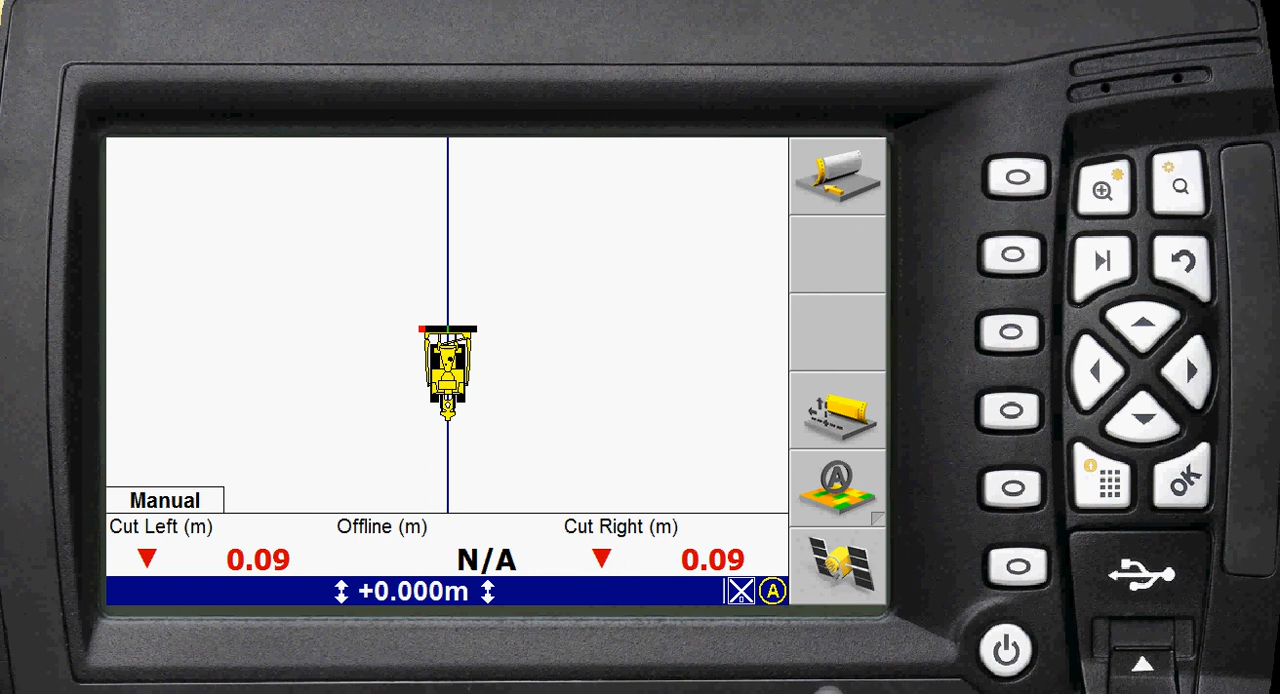 Manual
Cut Left (m) Offline (m) Cut Right (m)
0.09 N/A 0.09
+0.000m A
A
OK